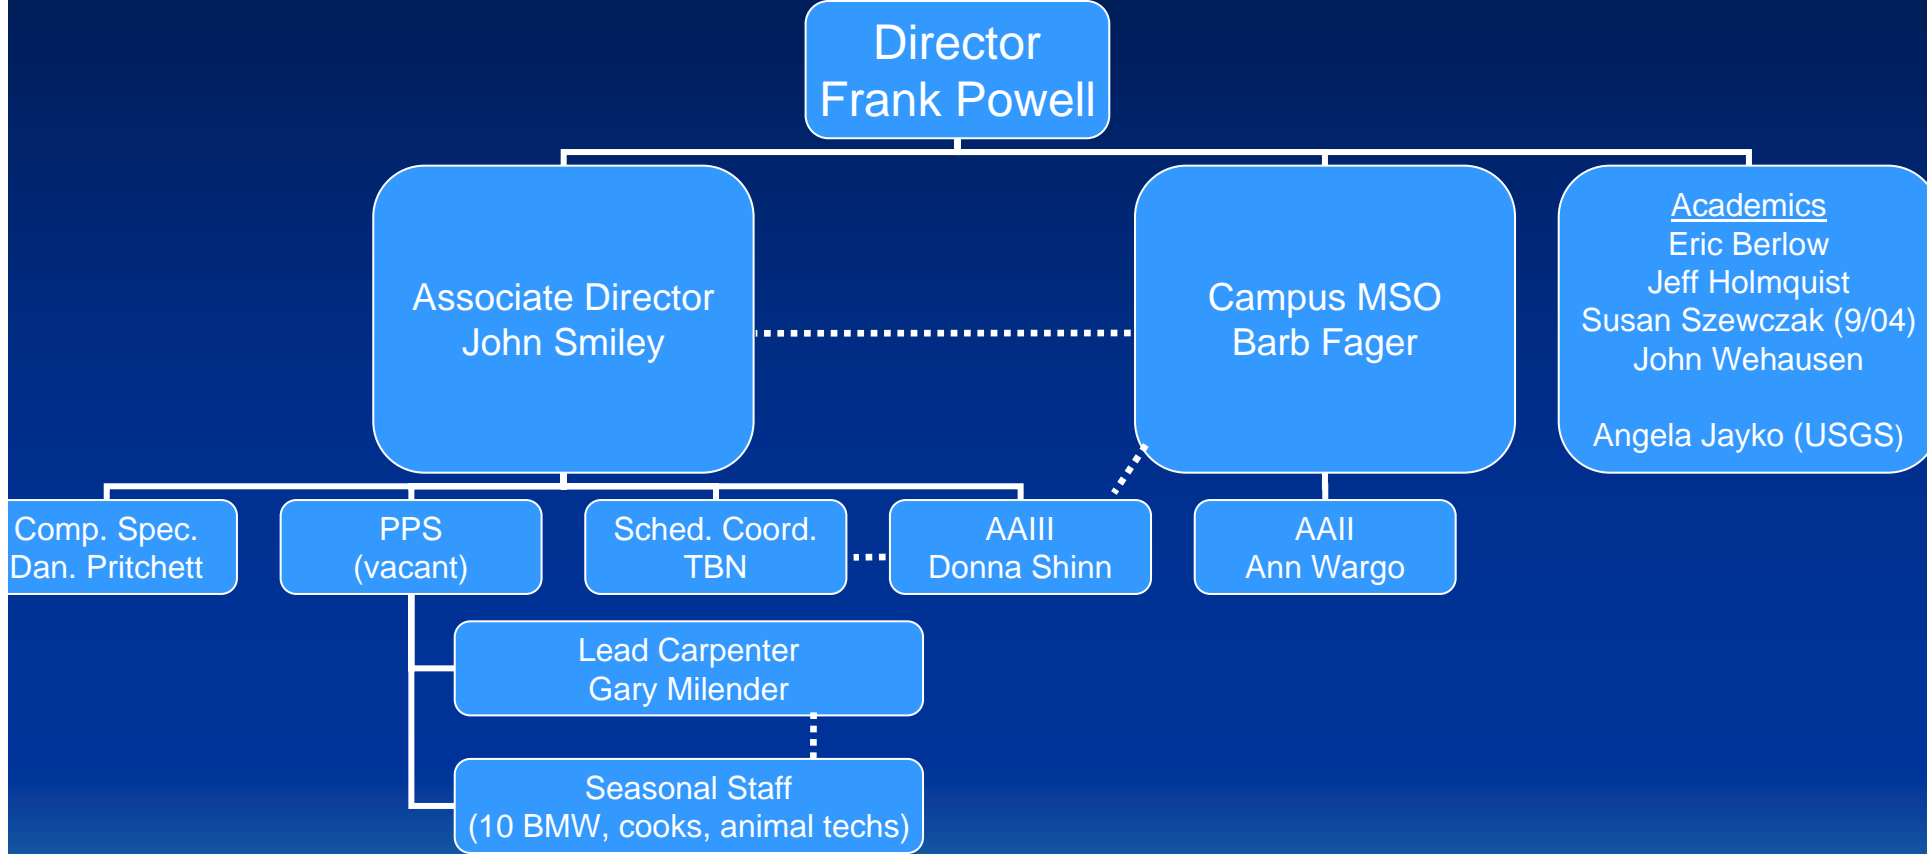 Director
Frank Powell
Associate Director
John Smiley
Campus MSO
Barb Fager
Academics
Eric Berlow
Jeff Holmquist
Susan Szewczak (9/04)
John Wehausen
Angela Jayko (USGS)
Comp. Spec.
Dan. Pritchett
PPS
(vacant)
Sched. Coord.
TBN
AAIII
Donna Shinn
AAII
Ann Wargo
Lead Carpenter
Gary Milender
Seasonal Staff
(10 BMW, cooks, animal techs)